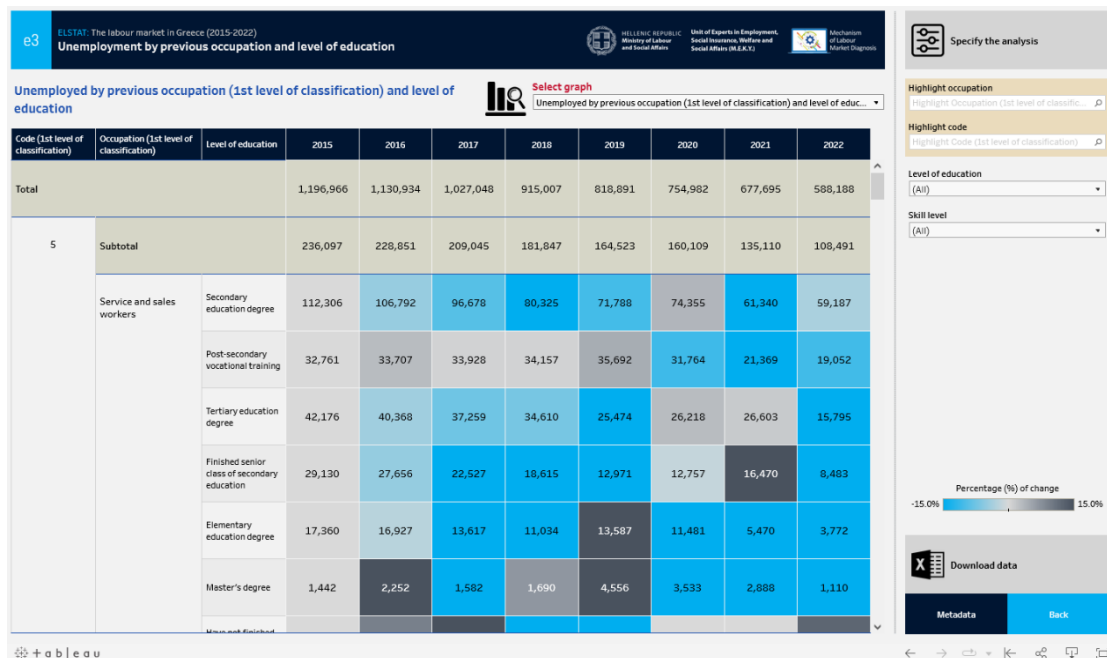 e3
ELSTAT: The labour market in Greece (2015-2022)
Unemployment by previous occupation and level of education
HELLENIC REPUBLIC
Ministry of Labour
and Social Affairs
Unit of Experts in Employment,
Social Insurance, Welfare and
Social Affairs (M.E.K.Y.)
Mechanism
of Labour
Market Diagnosis
Specify the analysis
Unemployed by previous occupation (1st level of classification) and level of
education
Select graph
Unemployed by previous occupation (1st level of classification) and level of educ...
Highlight occupation
Highlight Occupation (1st level of classific...
Highlight code
Highlight Code (1st level of classification)
Level of education
(All)
Skill level
(All)
Code (1st level of
classification)
Occupation (1st level of
classification)
Level of education
2015 2016 2017 2018 2019 2020 2021 2022
Total 1,196,966 1,130,934 1,027,048 915,007 818,891 754,982 677,695 588,188
5 Subtotal 236,097 228,851 209,045 181,847 164,523 160,109 135,110 108,491
Service and sales
workers
Secondary
education degree
112,306 106,792 96,678 80,325 71,788 74,355 61,340 59,187
Post-secondary
vocational training
32,761 33,707 33,928 34,157 35,692 31,764 21,369 19,052
Tertiary education
degree
42,176 40,368 37,259 34,610 25,474 26,218 26,603 15,795
Finished senior
class of secondary
education
29,130 27,656 22,527 18,615 12,971 12,757 16,470 8,483
Elementary
education degree
17,360 16,927 13,617 11,034 13,587 11,481 5,470 3,772
Master's degree
1,442 2,252 1,582 1,690 4,556 3,533 2,888 1,110
Have not finished
Percentage (%) of change
-15.0% 15.0%
Download data
Metadata
Back
+ableau